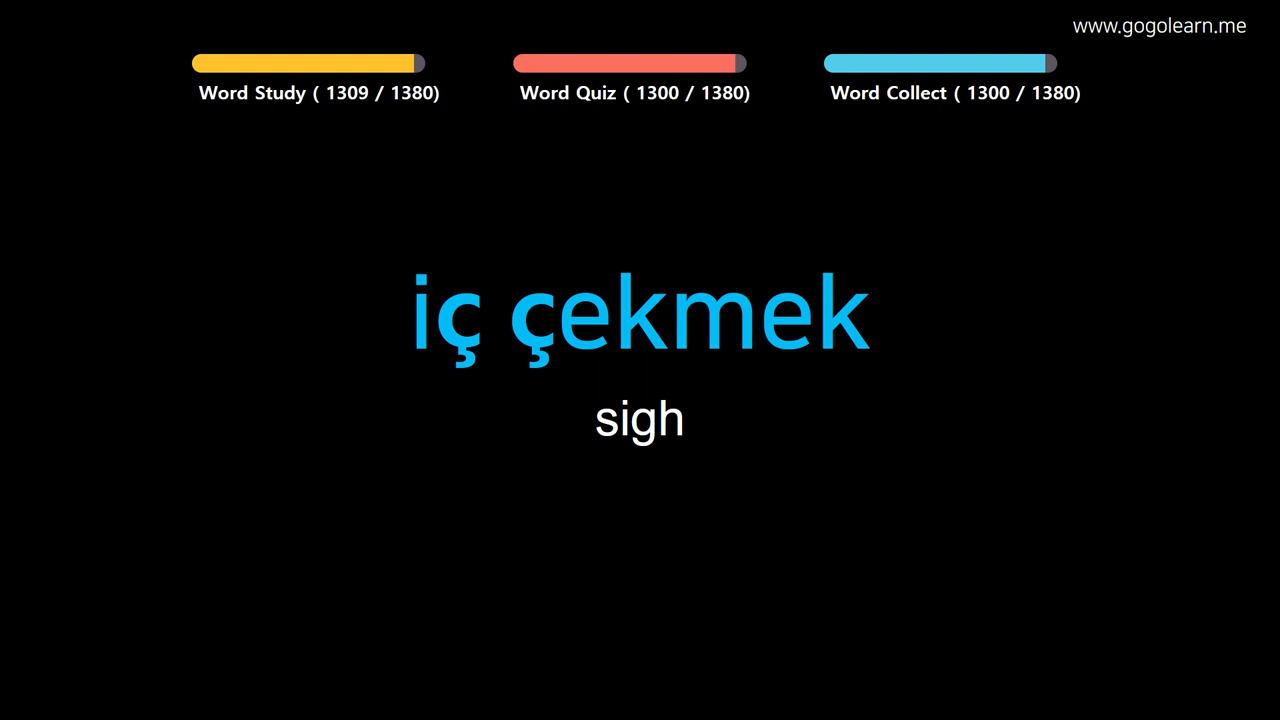 www.gogolearn.me
Word Study ( 1309 / 1380)
Word Quiz ( 1300 / 1380)
Word Collect ( 1300 / 1380)
iç çekmek
sigh